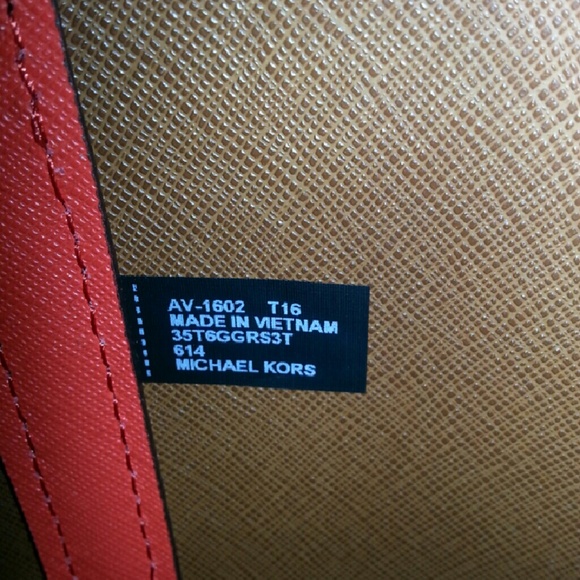 AV-1602 T16
MADE IN VIETNAM
35T6GGRS3T
614
MICHAEL KORS